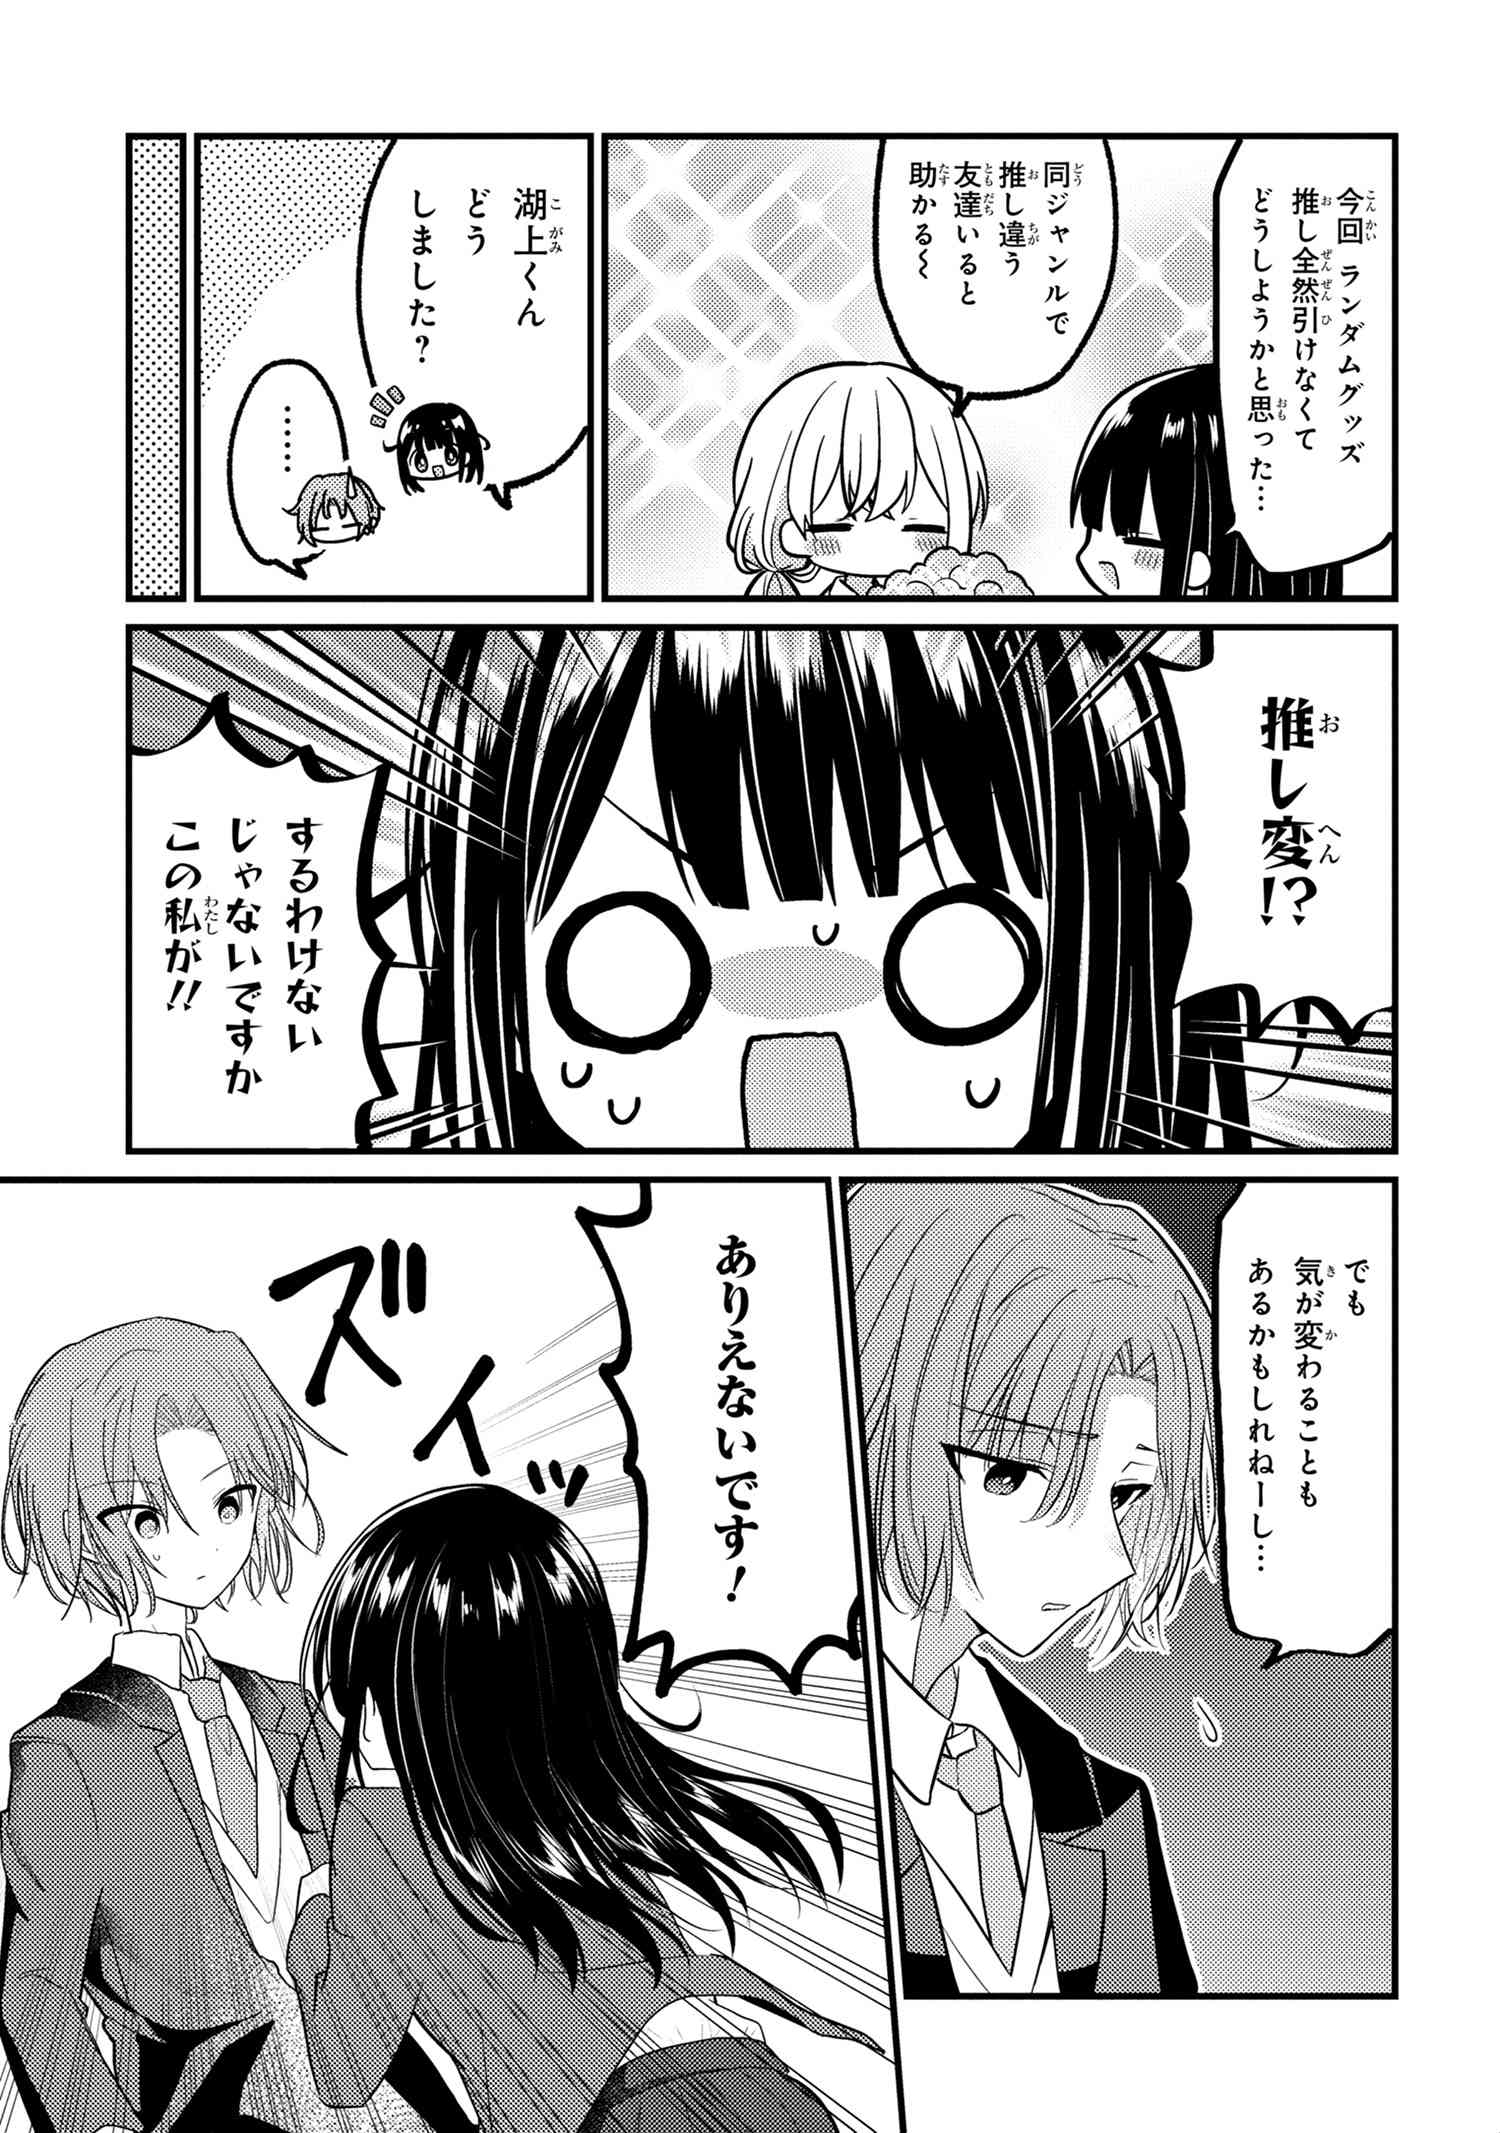 今回ランダムグッズ
推し全然引けなくて
どうしようかと思った…
同ジャンルで
推し違う
友達いると
助かる〜
湖上くん
どう
しました?
……
推し変!?
するわけない
じゃないですか
この私が!!
でも
気が変わることも
あるかもしれねーし…
ありえないです!
ズイッ